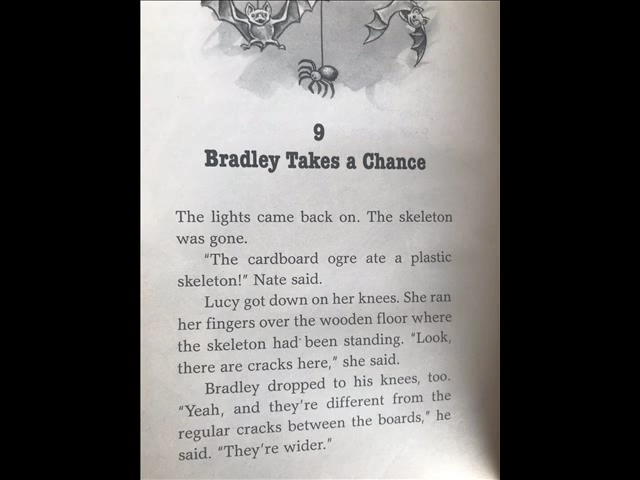 9
Bradley Takes a Chance
The lights came back on. The skeleton
was gone.
"The cardboard ogre ate a plastic
skeleton!" Nate said.
Lucy got down on her knees. She ran
her fingers over the wooden floor where
the skeleton had been standing. "Look,
there are cracks here," she said.
Bradley dropped to his knees, too.
"Yeah, and they're different from the
regular cracks between the boards," he
said. "They're wider."